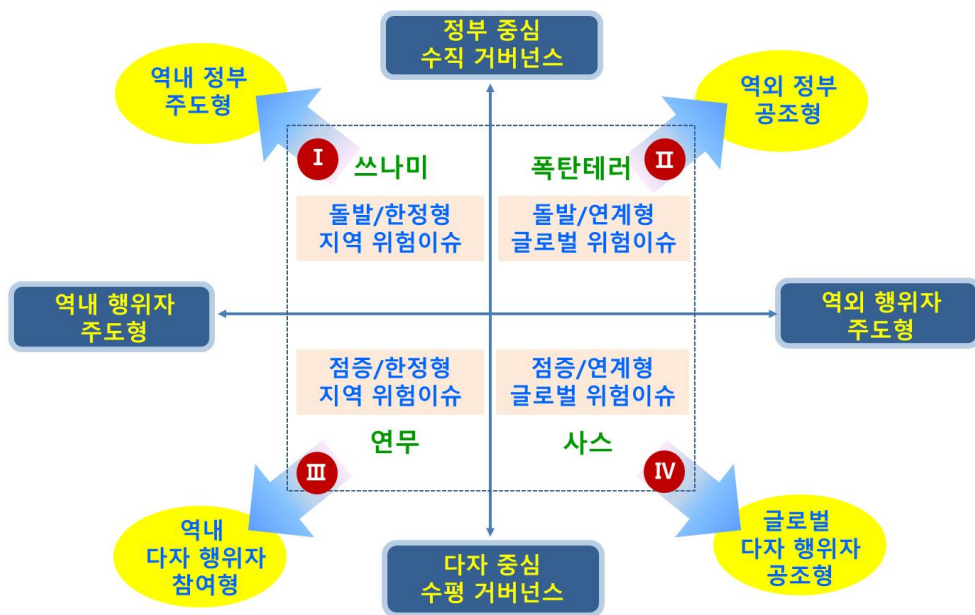 정부 중심
수직 거버넌스
역내 정부
주도형
역외 정부
공조형
I
쓰나미
폭탄테러
II
돌발/한정형
지역 위험이슈
돌발/연계형
글로벌 위험이슈
역내 행위자
주도형
역외 행위자
주도형
점증/한정형
지역 위험이슈
점증/연계형
글로벌 위험이슈
연무
사스
III
IV
역내
다자 행위자
참여형
글로벌
다자 행위자
공조형
다자 중심
수평 거버넌스